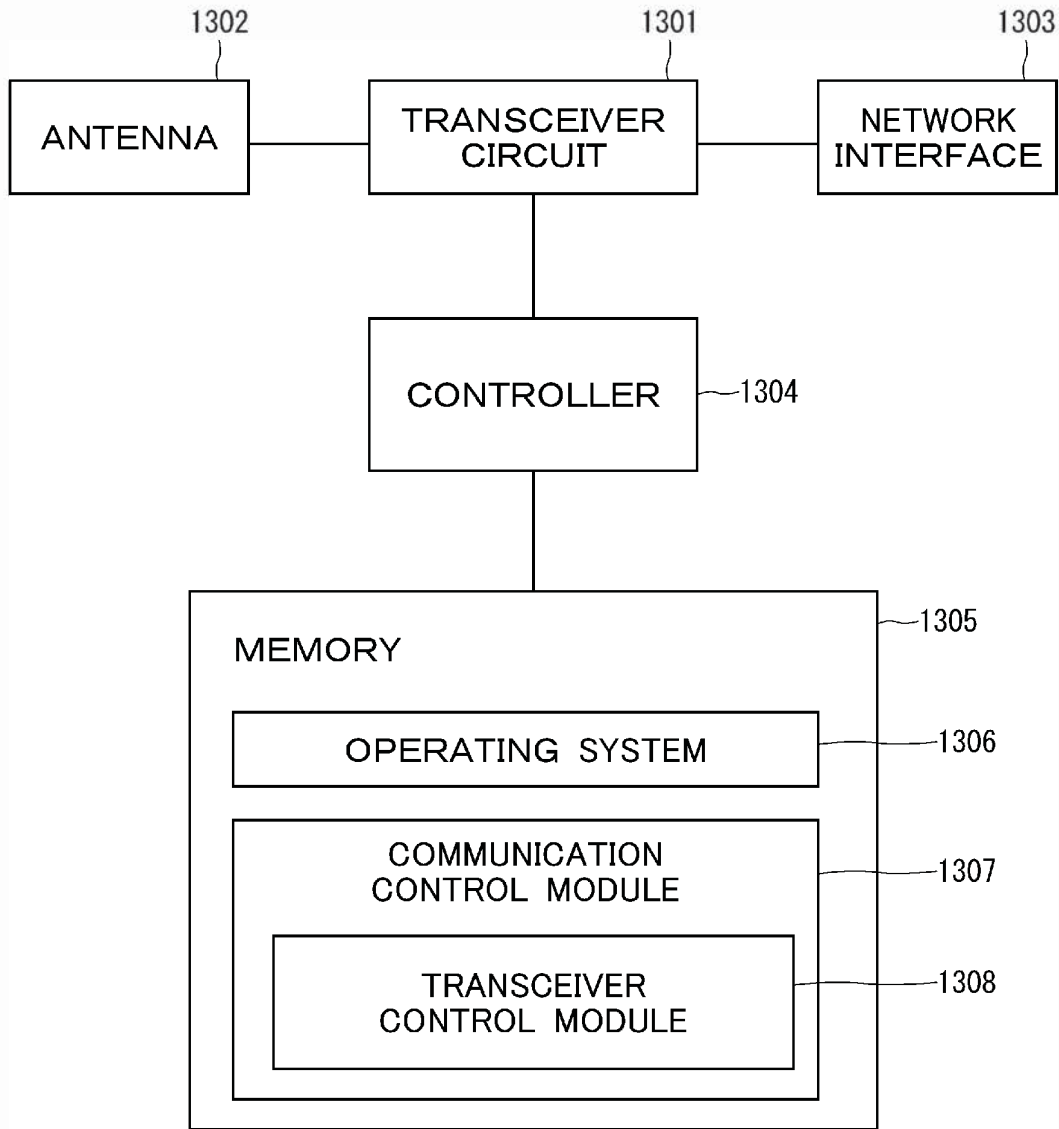 1302
1301
1303
ANTENNA
TRANSCEIVER
CIRCUIT
NETWORK
INTERFACE
CONTROLLER
1304
1305
MEMORY
OPERATING SYSTEM
1306
COMMUNICATION
CONTROL MODULE
1307
TRANSCEIVER
CONTROL MODULE
1308